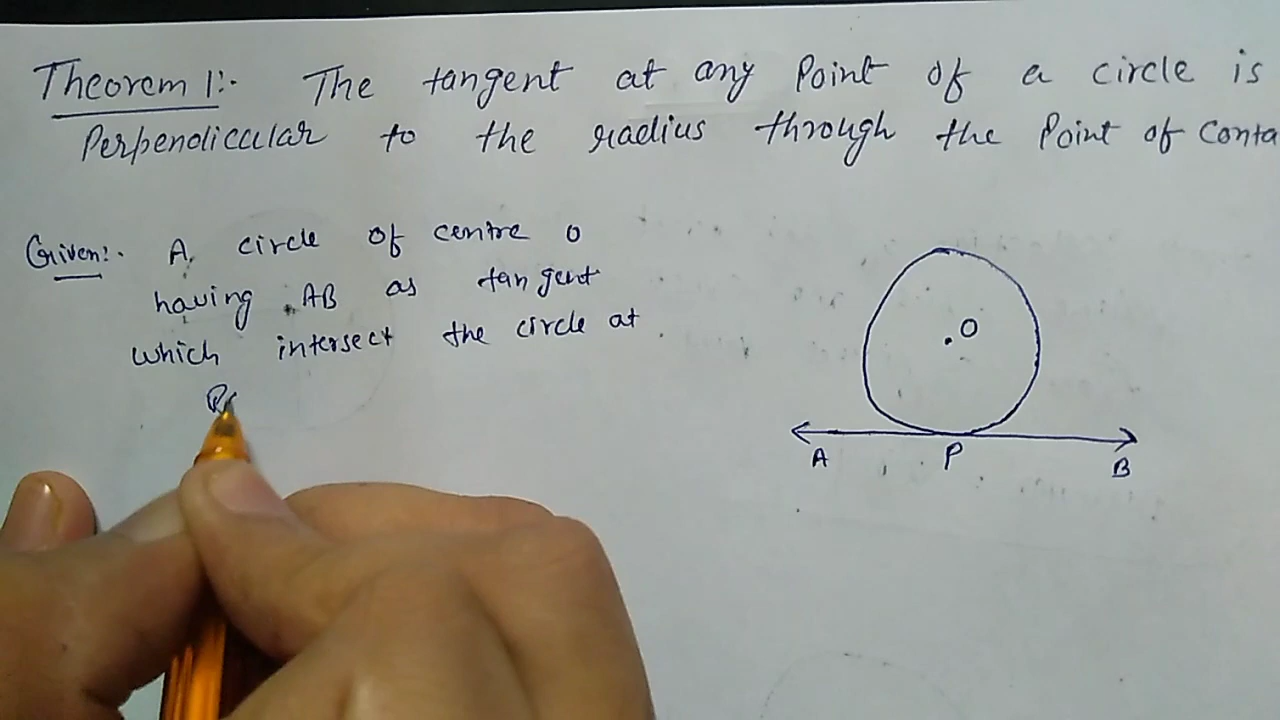 Theorem 1:- The tangent at any Point of a circle is
Perpendicular to the radius through the Point of Conta
Given:- A circle of centre O
having AB as tangent
which intersect the circle at
O
A P B